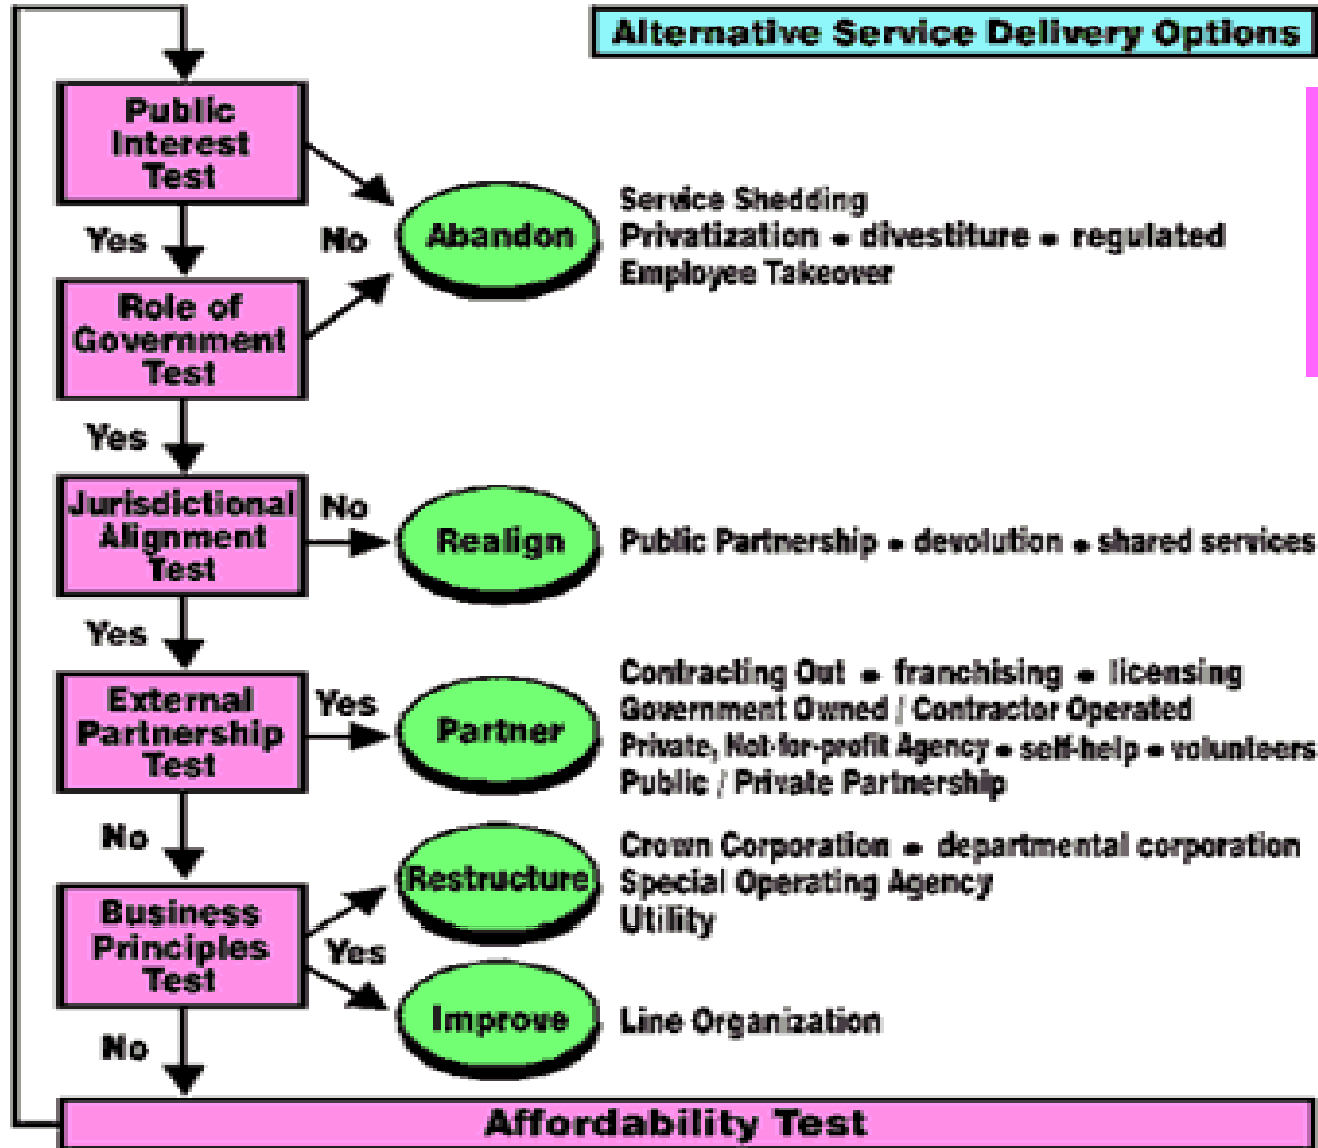 Alternative Service Delivery Options
Public
Interest
Test
Yes
No
Abandon
Service Shedding
Privatization • divestiture • regulated
Employee Takeover
Role of
Government
Test
Yes
Jurisdictional
Alignment
Test
No
Realign
Public Partnership • devolution • shared services
Yes
External
Partnership
Test
Yes
Partner
Contracting Out • franchising • licensing
Government Owned / Contractor Operated
Private, Not-for-profit Agency • self-help • volunteers
Public / Private Partnership
No
Business
Principles
Test
Yes
Restructure
Crown Corporation • departmental corporation
Special Operating Agency
Utility
Improve
Line Organization
No
Affordability Test